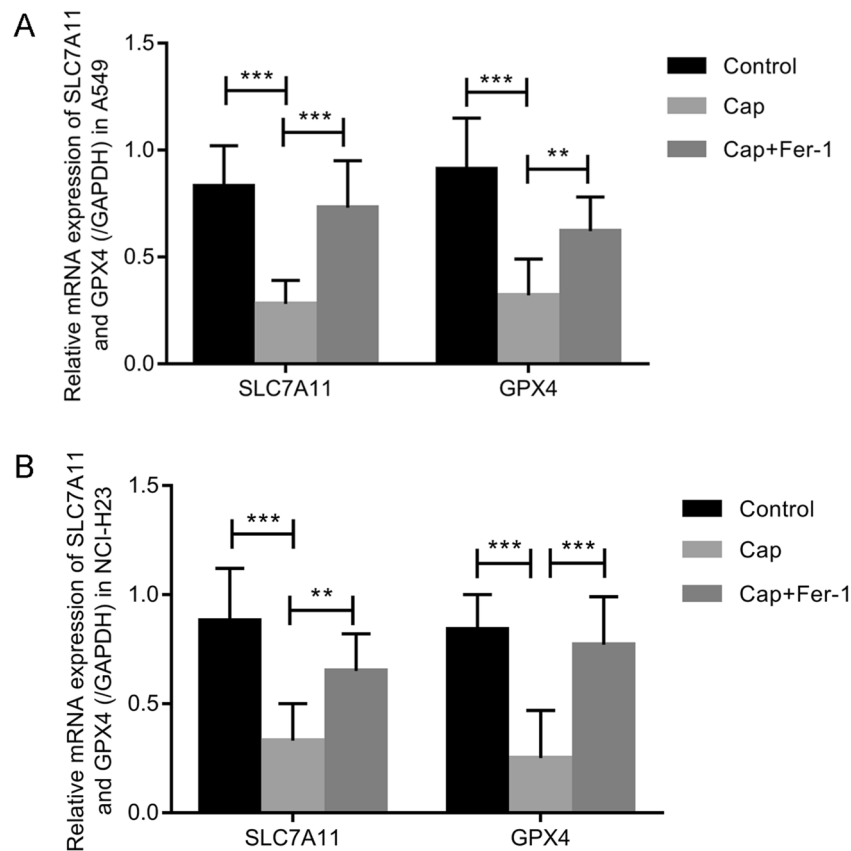 A
Relative mRNA expression of SLC7A11
and GPX4 (/GAPDH) in A549
1.5
1.0
0.5
0.0
***
***
***
**
SLC7A11
GPX4
Control
Cap
Cap+Fer-1
B
Relative mRNA expression of SLC7A11
and GPX4 (/GAPDH) in NCI-H23
1.5
1.0
0.5
0.0
***
**
***
***
SLC7A11
GPX4
Control
Cap
Cap+Fer-1